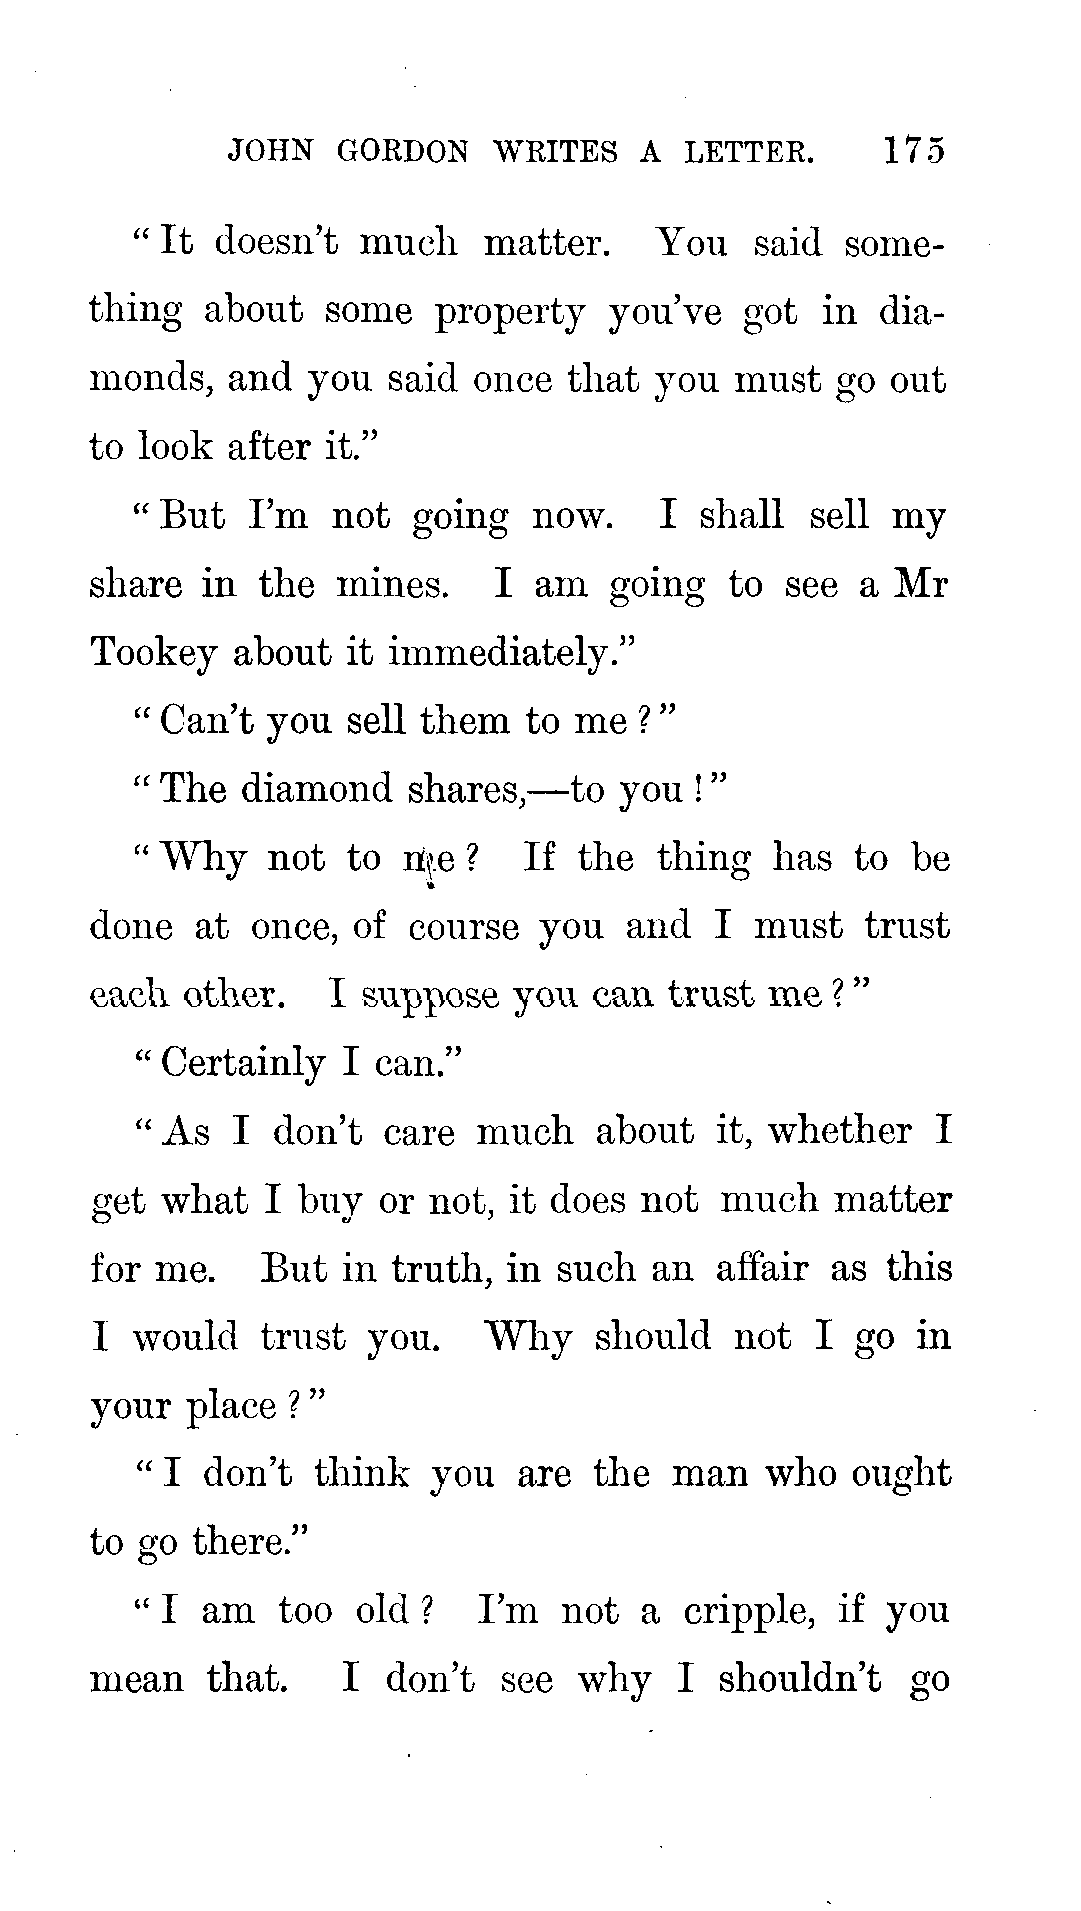 JOHN GORDON WRITES A LETTER. 175
“It doesn’t much matter. You said some-
thing about some property you’ve got in dia-
monds, and you said once that you must go out
to look after it.”
“But I’m not going now. I shall sell my
share in the mines. I am going to see a Mr
Tookey about it immediately.”
“Can’t you sell them to me?”
“The diamond shares,—to you!”
“Why not to me? If the thing has to be
done at once, of course you and I must trust
each other. I suppose you can trust me?”
“Certainly I can.”
“As I don’t care much about it, whether I
get what I buy or not, it does not much matter
for me. But in truth, in such an affair as this
I would trust you. Why should not I go in
your place?”
“I don’t think you are the man who ought
to go there.”
“I am too old? I’m not a cripple, if you
mean that. I don’t see why I shouldn’t go